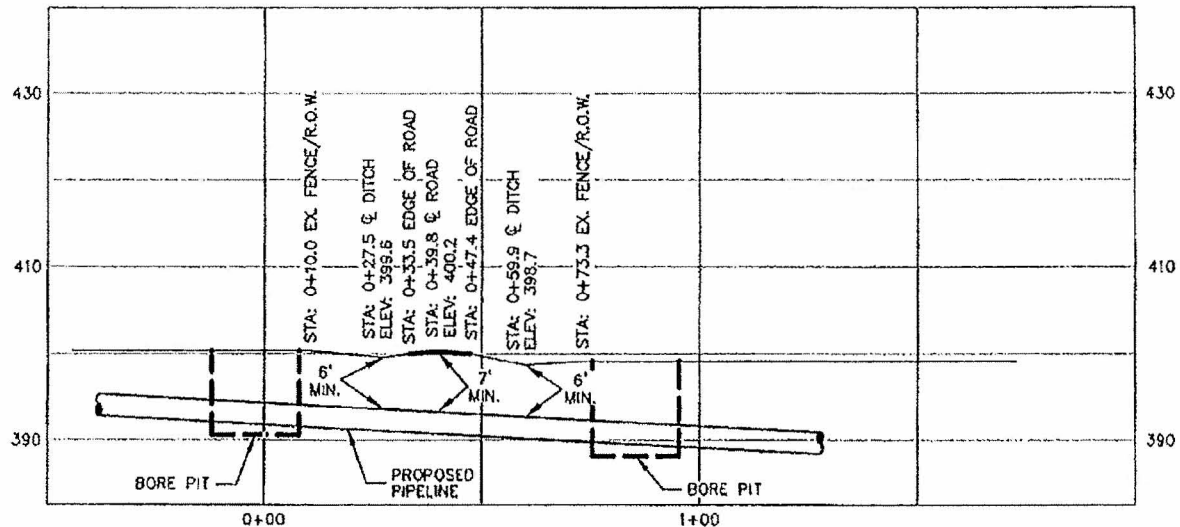 430
430
STA: 0+10.0 EX. FENCE/R.O.W.
STA: 0+27.5 ℄ DITCH
ELEV: 399.6
STA: 0+33.5 EDGE OF ROAD
STA: 0+39.8 ℄ ROAD
ELEV: 400.2
STA: 0+47.4 EDGE OF ROAD
STA: 0+59.9 ℄ DITCH
ELEV: 398.7
STA: 0+73.3 EX. FENCE/R.O.W.
410
410
6'
MIN.
7'
MIN.
6'
MIN.
390
390
BORE PIT
PROPOSED
PIPELINE
BORE PIT
0+00
1+00